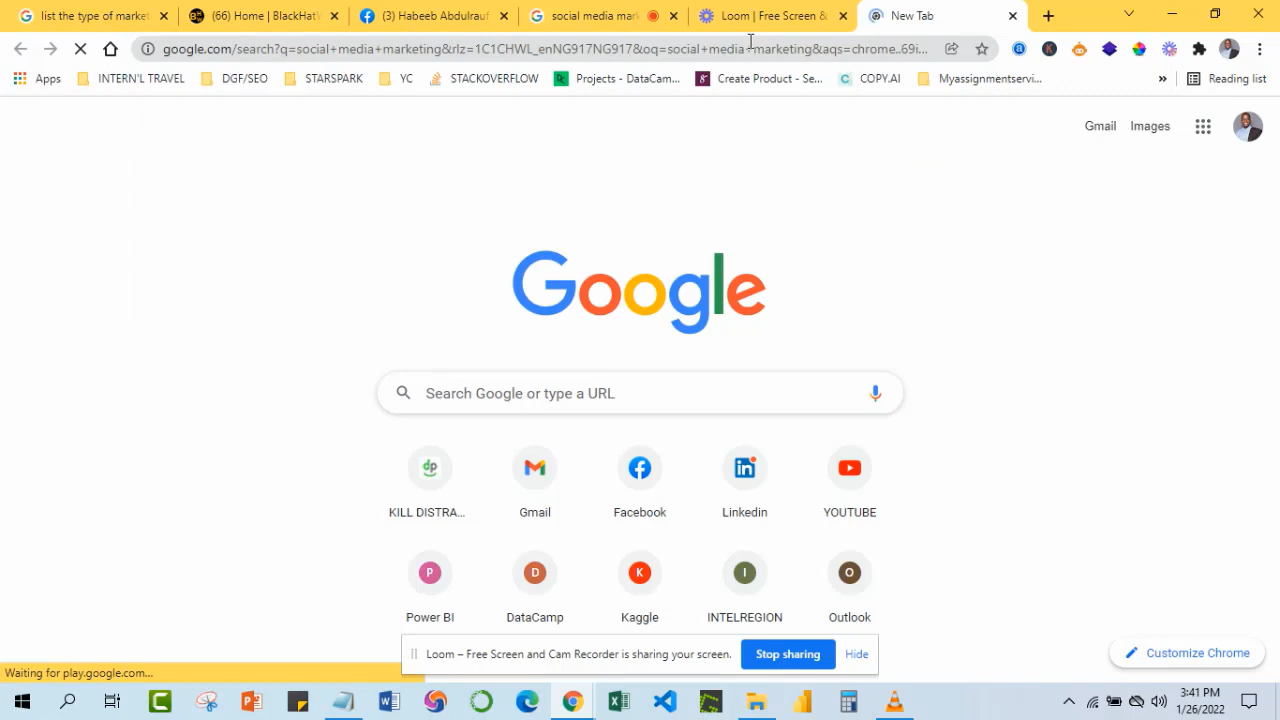 list the type of market
(66) Home | BlackHatW
(3) Habeeb Abdulrauf
social media mark
Loom | Free Screen &
New Tab
google.com/search?q=social+media+marketing&rlz=1C1CHWL_enNG917NG917&oq=social+media+marketing&aqs=chrome..69i...
Apps
INTERN'L TRAVEL
DGF/SEO
STARSPARK
YC
STACKOVERFLOW
Projects - DataCam...
Create Product - Se...
COPY.AI
Myassignmentservi...
»
Reading list
Gmail
Images
Google
Search Google or type a URL
KILL DISTRA...
Gmail
Facebook
Linkedin
YOUTUBE
P
D
K
I
O
Power BI
DataCamp
Kaggle
INTELREGION
Outlook
Loom – Free Screen and Cam Recorder is sharing your screen.
Stop sharing
Hide
Customize Chrome
Waiting for play.google.com...
3:41 PM
1/26/2022